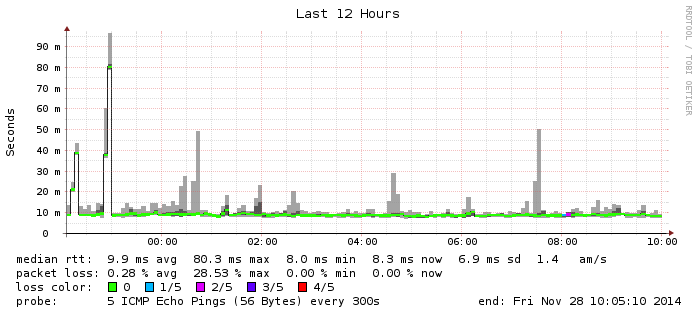 Last 12 Hours
RRDTOOL / TOBI OETIKER
Seconds
90 m
80 m
70 m
60 m
50 m
40 m
30 m
20 m
10 m
0
00:00 02:00 04:00 06:00 08:00 10:00
median rtt: 9.9 ms avg 80.3 ms max 8.0 ms min 8.3 ms now 6.9 ms sd 1.4 am/s
packet loss: 0.28 % avg 28.53 % max 0.00 % min 0.00 % now
loss color: 0 1/5 2/5 3/5 4/5
probe: 5 ICMP Echo Pings (56 Bytes) every 300s end: Fri Nov 28 10:05:10 2014